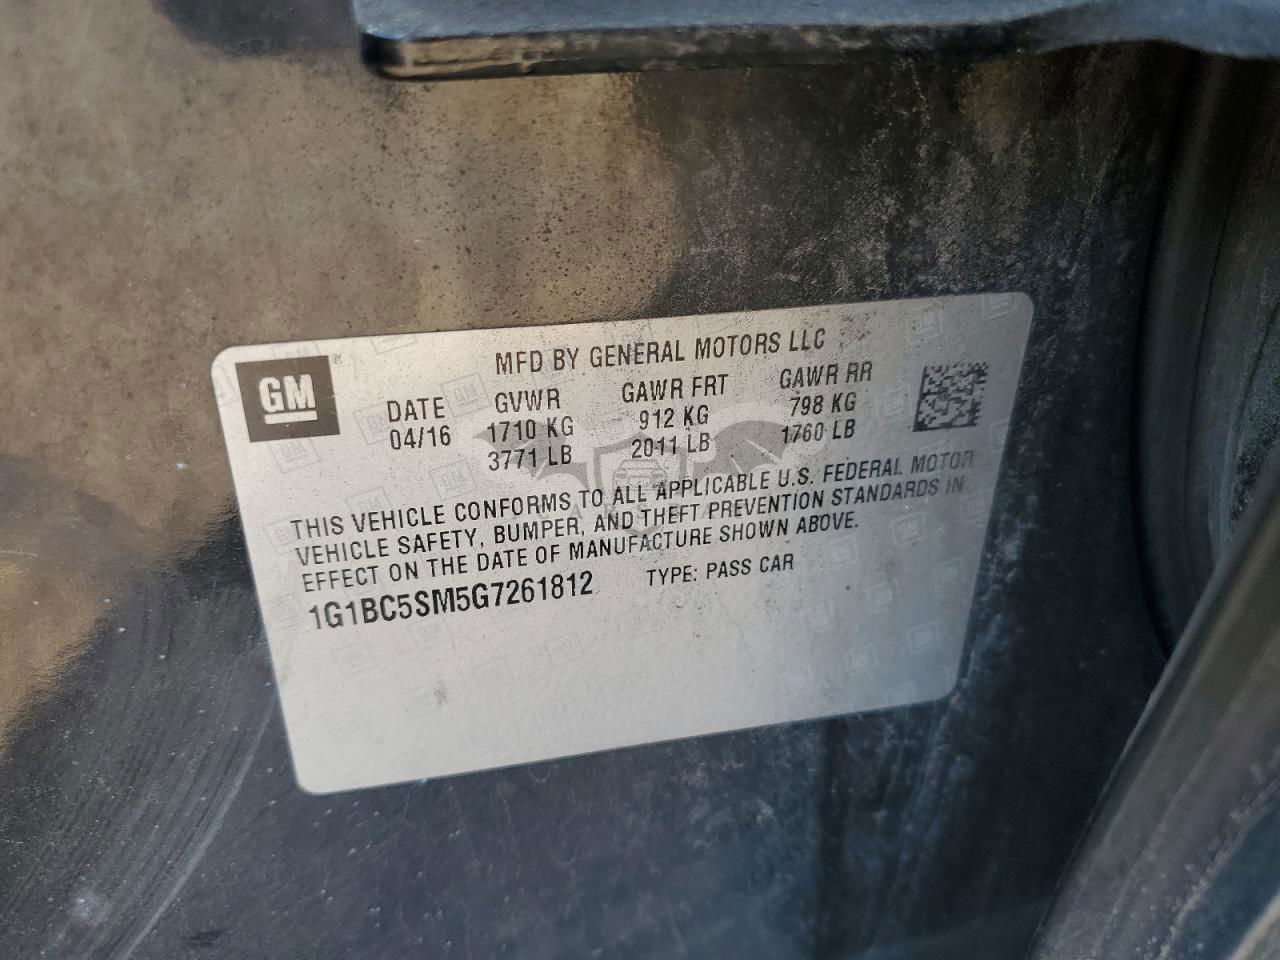 GM
MFD BY GENERAL MOTORS LLC
DATE GVWR GAWR FRT GAWR RR
04/16 1710 KG 912 KG 798 KG
3771 LB 2011 LB 1760 LB
THIS VEHICLE CONFORMS TO ALL APPLICABLE U.S. FEDERAL MOTOR
VEHICLE SAFETY, BUMPER, AND THEFT PREVENTION STANDARDS IN
EFFECT ON THE DATE OF MANUFACTURE SHOWN ABOVE.
1G1BC5SM5G7261812 TYPE: PASS CAR